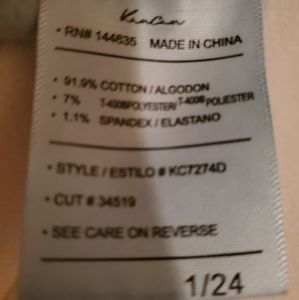 KanCan
• RN# 144635 MADE IN CHINA
• 91.9% COTTON / ALGODON
• 7% T-400® POLYESTER/ T-400® POLIESTER
• 1.1% SPANDEX / ELASTANO
• STYLE / ESTILO # KC7274D
• CUT # 34519
• SEE CARE ON REVERSE
1/24